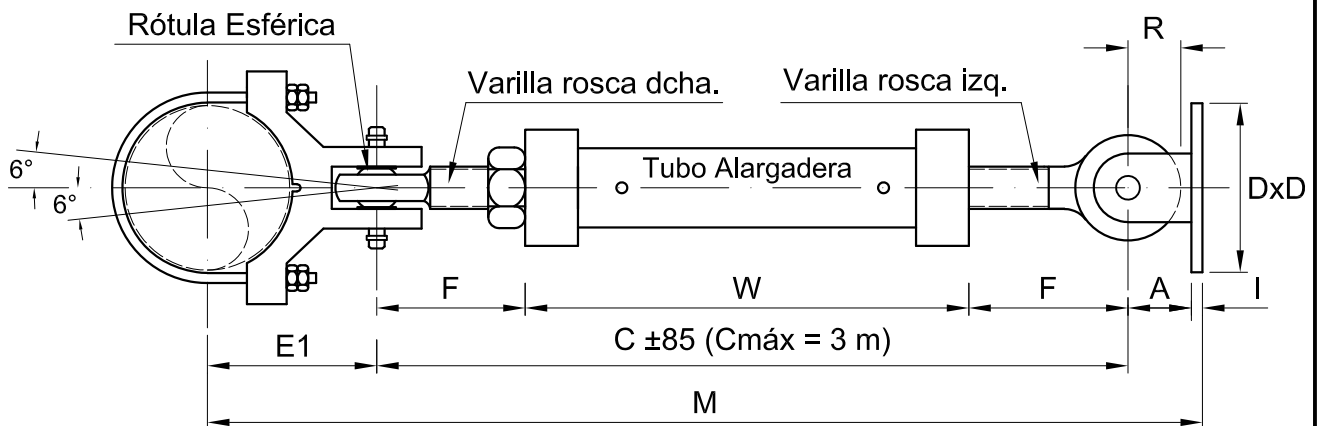 Rótula Esférica
R
Varilla rosca dcha.
Varilla rosca izq.
6°
Tubo Alargadera
6°
DxD
F
W
F
A
I
E1
C ±85 (Cmáx = 3 m)
M